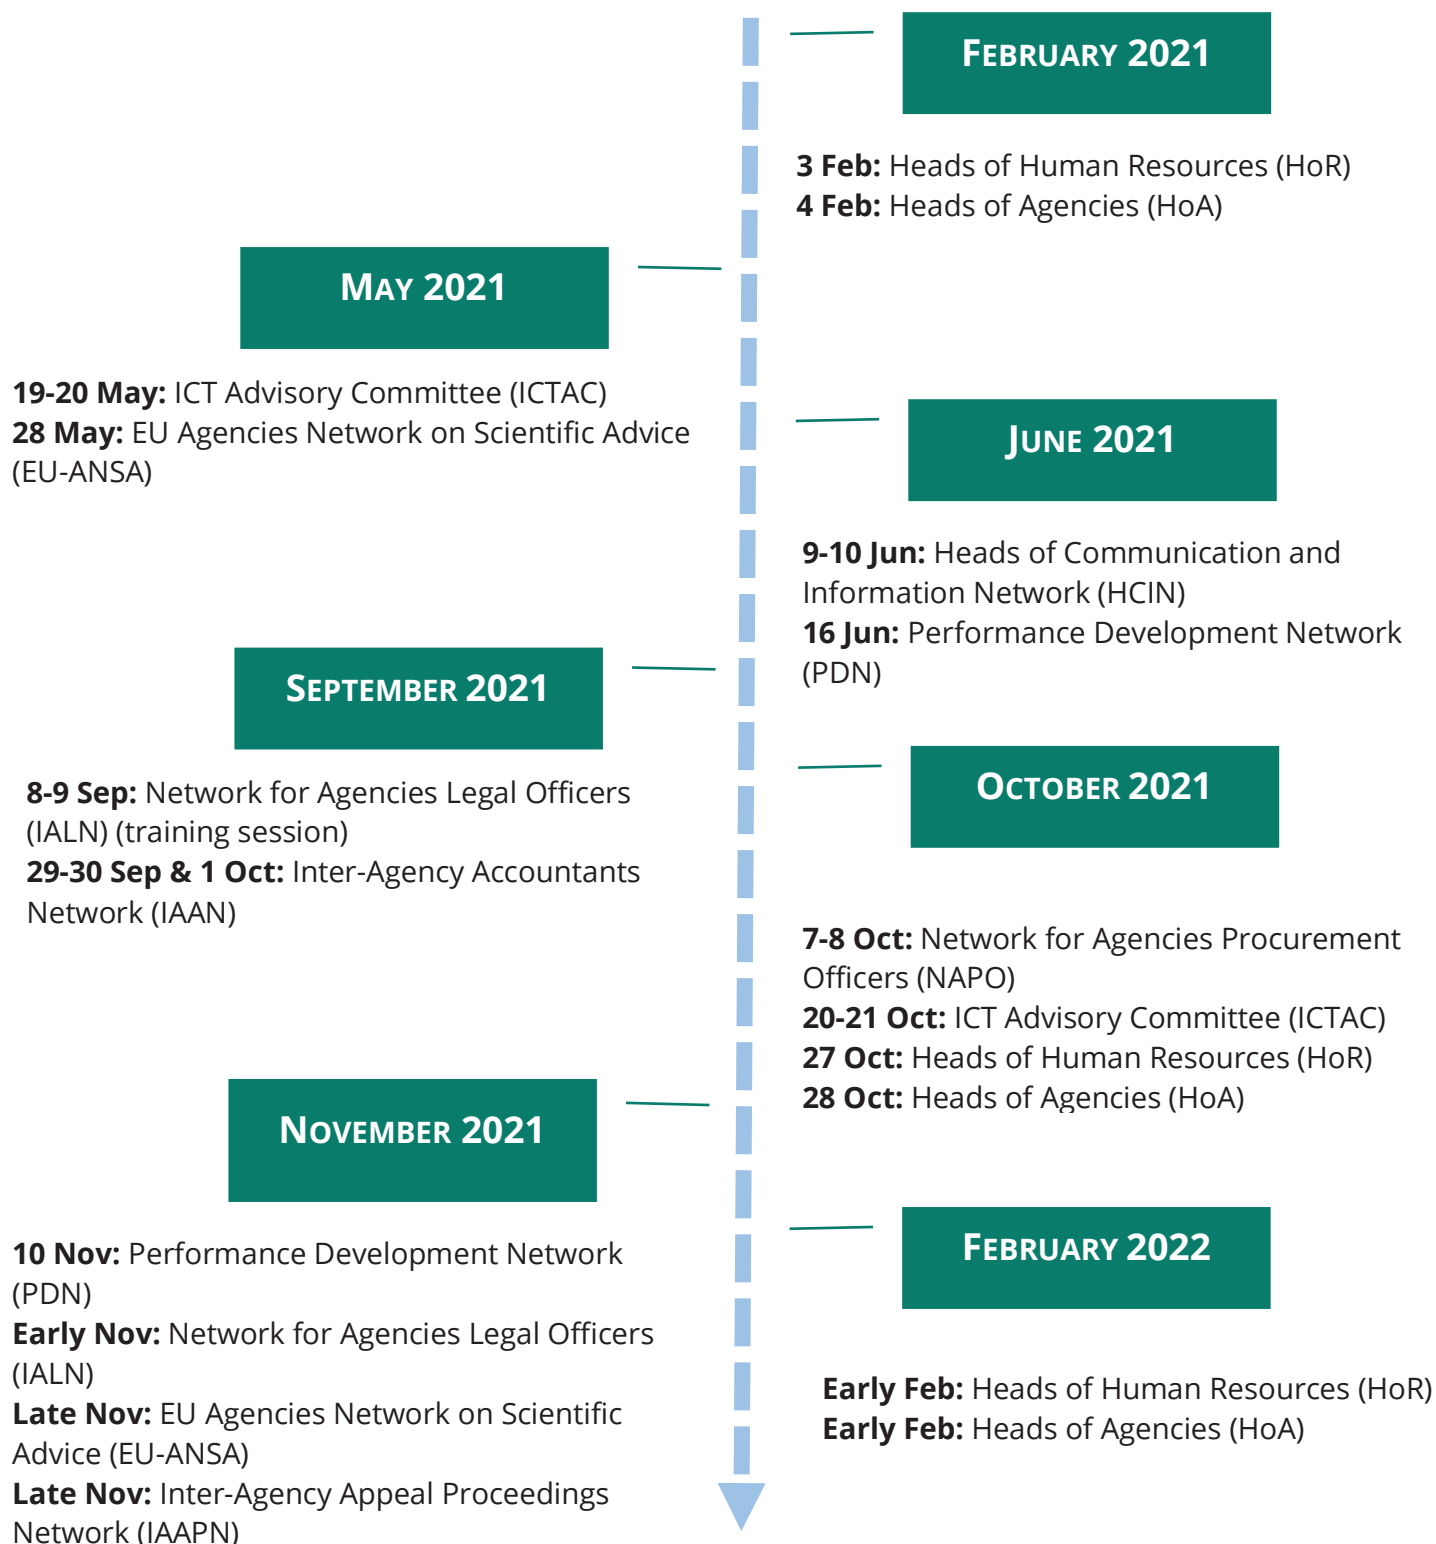 FEBRUARY 2021
3 Feb: Heads of Human Resources (HoR)
4 Feb: Heads of Agencies (HoA)
MAY 2021
19-20 May: ICT Advisory Committee (ICTAC)
28 May: EU Agencies Network on Scientific Advice
(EU-ANSA)
JUNE 2021
9-10 Jun: Heads of Communication and
Information Network (HCIN)
16 Jun: Performance Development Network
(PDN)
SEPTEMBER 2021
8-9 Sep: Network for Agencies Legal Officers
(IALN) (training session)
29-30 Sep & 1 Oct: Inter-Agency Accountants
Network (IAAN)
OCTOBER 2021
7-8 Oct: Network for Agencies Procurement
Officers (NAPO)
20-21 Oct: ICT Advisory Committee (ICTAC)
27 Oct: Heads of Human Resources (HoR)
28 Oct: Heads of Agencies (HoA)
NOVEMBER 2021
10 Nov: Performance Development Network
(PDN)
Early Nov: Network for Agencies Legal Officers
(IALN)
Late Nov: EU Agencies Network on Scientific
Advice (EU-ANSA)
Late Nov: Inter-Agency Appeal Proceedings
Network (IAAPN)
FEBRUARY 2022
Early Feb: Heads of Human Resources (HoR)
Early Feb: Heads of Agencies (HoA)